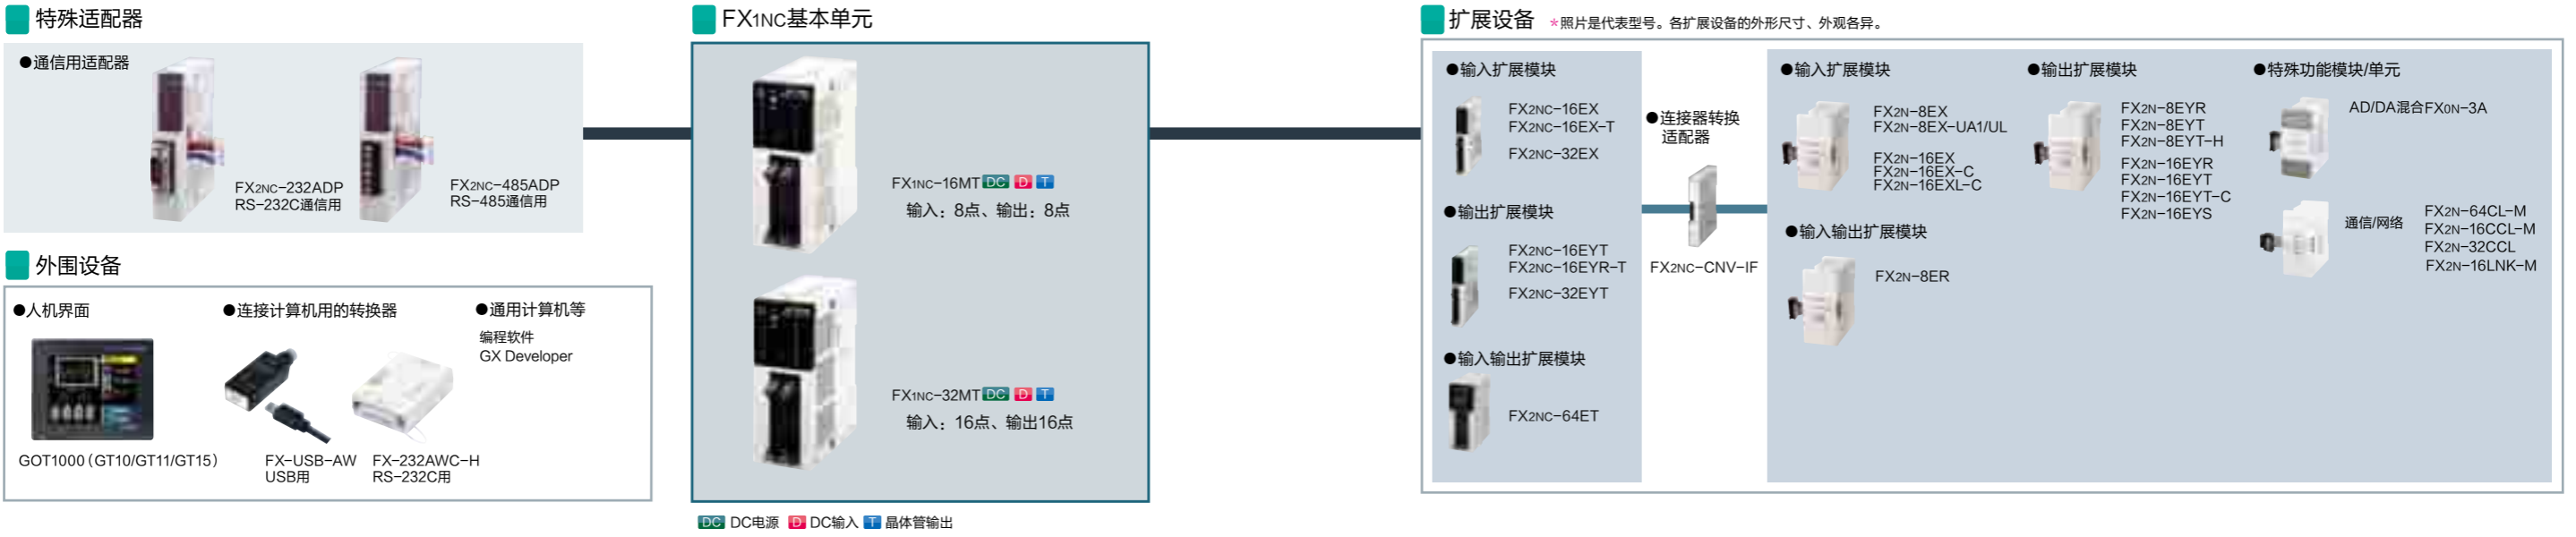 特殊适配器
●通信用适配器
FX2NC-232ADP
RS-232C通信用
FX2NC-485ADP
RS-485通信用
外围设备
●人机界面
GOT1000（GT10/GT11/GT15）
●连接计算机用的转换器
FX-USB-AW
USB用
FX-232AWC-H
RS-232C用
●通用计算机等
编程软件
GX Developer
FX1NC基本单元
FX1NC-16MT DC D T
输入：8点、输出：8点
FX1NC-32MT DC D T
输入：16点、输出16点
DC DC电源 D DC输入 T 晶体管输出
扩展设备 *照片是代表型号。各扩展设备的外形尺寸、外观各异。
●输入扩展模块
FX2NC-16EX
FX2NC-16EX-T
FX2NC-32EX
●输出扩展模块
FX2NC-16EYT
FX2NC-16EYR-T
FX2NC-32EYT
●输入输出扩展模块
FX2NC-64ET
●连接器转换
适配器
FX2NC-CNV-IF
●输入扩展模块
FX2N-8EX
FX2N-8EX-UA1/UL
FX2N-16EX
FX2N-16EX-C
FX2N-16EXL-C
●输入输出扩展模块
FX2N-8ER
●输出扩展模块
FX2N-8EYR
FX2N-8EYT
FX2N-8EYT-H
FX2N-16EYR
FX2N-16EYT
FX2N-16EYT-C
FX2N-16EYS
●特殊功能模块/单元
AD/DA混合FX0N-3A
通信/网络
FX2N-64CL-M
FX2N-16CCL-M
FX2N-32CCL
FX2N-16LNK-M